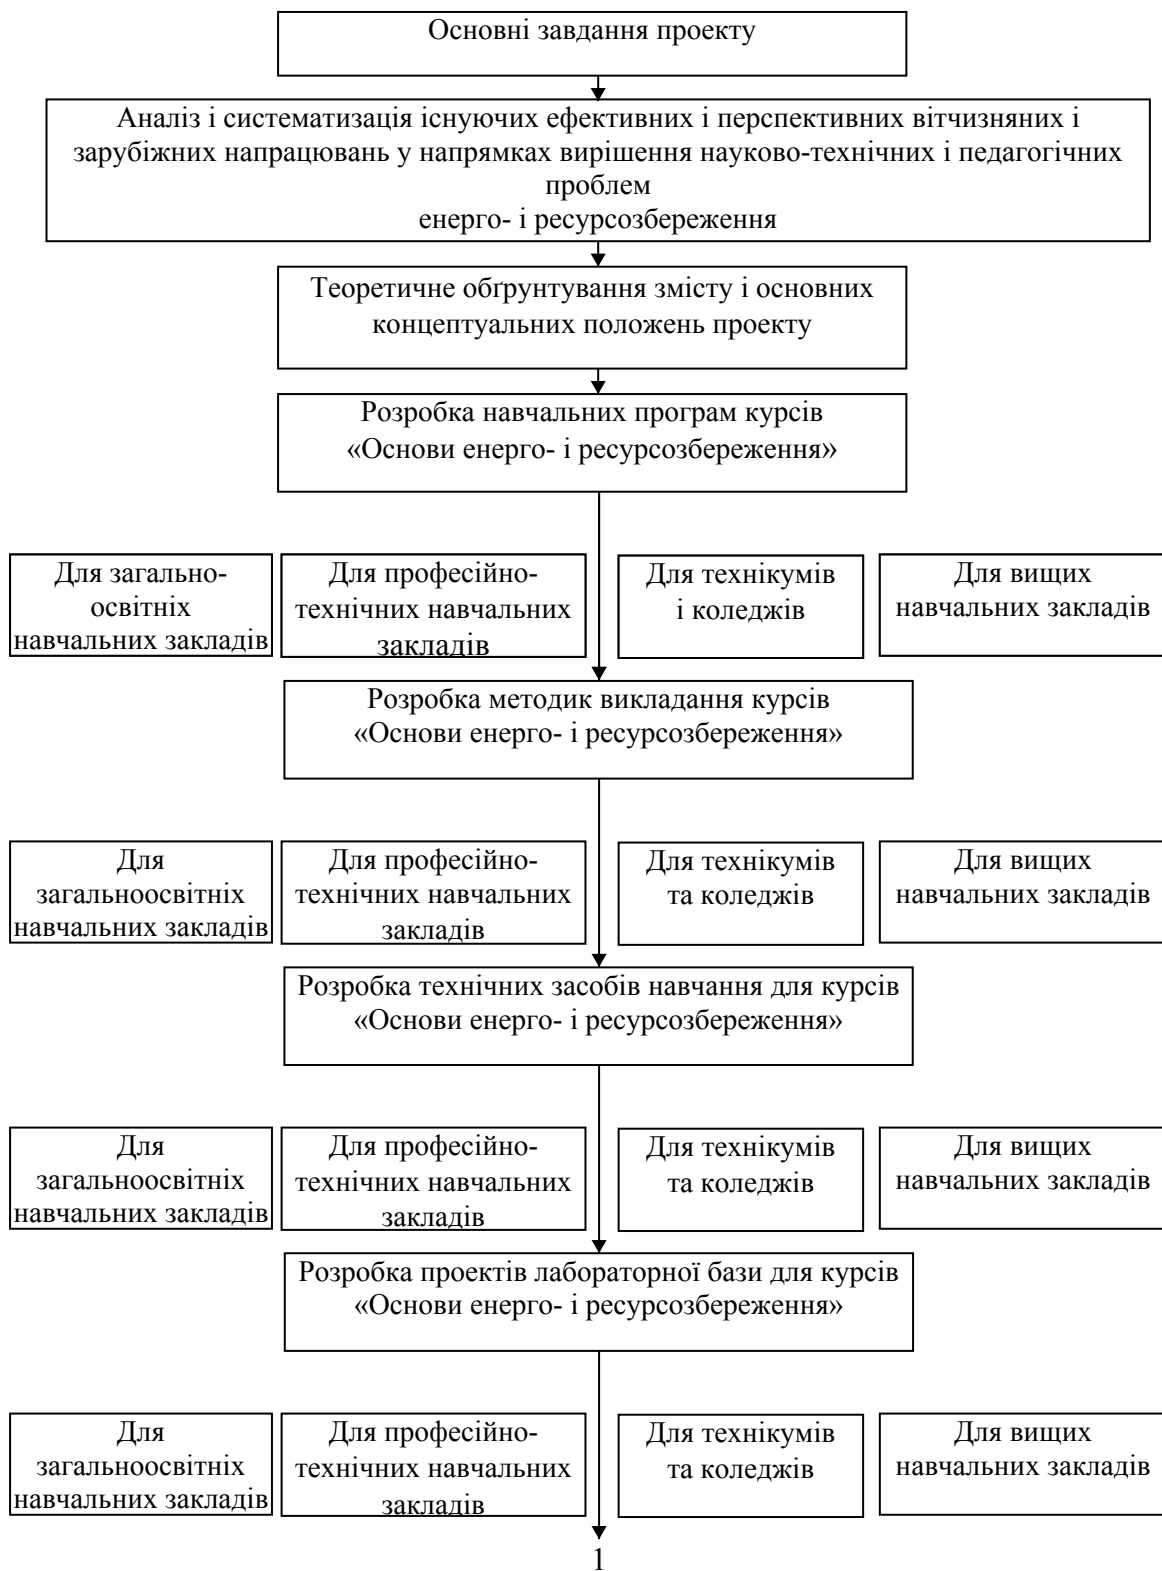 Основні завдання проекту
Аналіз і систематизація існуючих ефективних і перспективних вітчизняних і
зарубіжних напрацювань у напрямках вирішення науково-технічних і педагогічних
проблем
енерго- і ресурсозбереження
Теоретичне обґрунтування змісту і основних
концептуальних положень проекту
Розробка навчальних програм курсів
«Основи енерго- і ресурсозбереження»
Для загально-
освітніх
навчальних закладів
Для професійно-
технічних навчальних
закладів
Для технікумів
і коледжів
Для вищих
навчальних закладів
Розробка методик викладання курсів
«Основи енерго- і ресурсозбереження»
Для
загальноосвітніх
навчальних закладів
Для професійно-
технічних навчальних
закладів
Для технікумів
та коледжів
Для вищих
навчальних закладів
Розробка технічних засобів навчання для курсів
«Основи енерго- і ресурсозбереження»
Для
загальноосвітніх
навчальних закладів
Для професійно-
технічних навчальних
закладів
Для технікумів
та коледжів
Для вищих
навчальних закладів
Розробка проектів лабораторної бази для курсів
«Основи енерго- і ресурсозбереження»
Для
загальноосвітніх
навчальних закладів
Для професійно-
технічних навчальних
закладів
Для технікумів
та коледжів
Для вищих
навчальних закладів
1